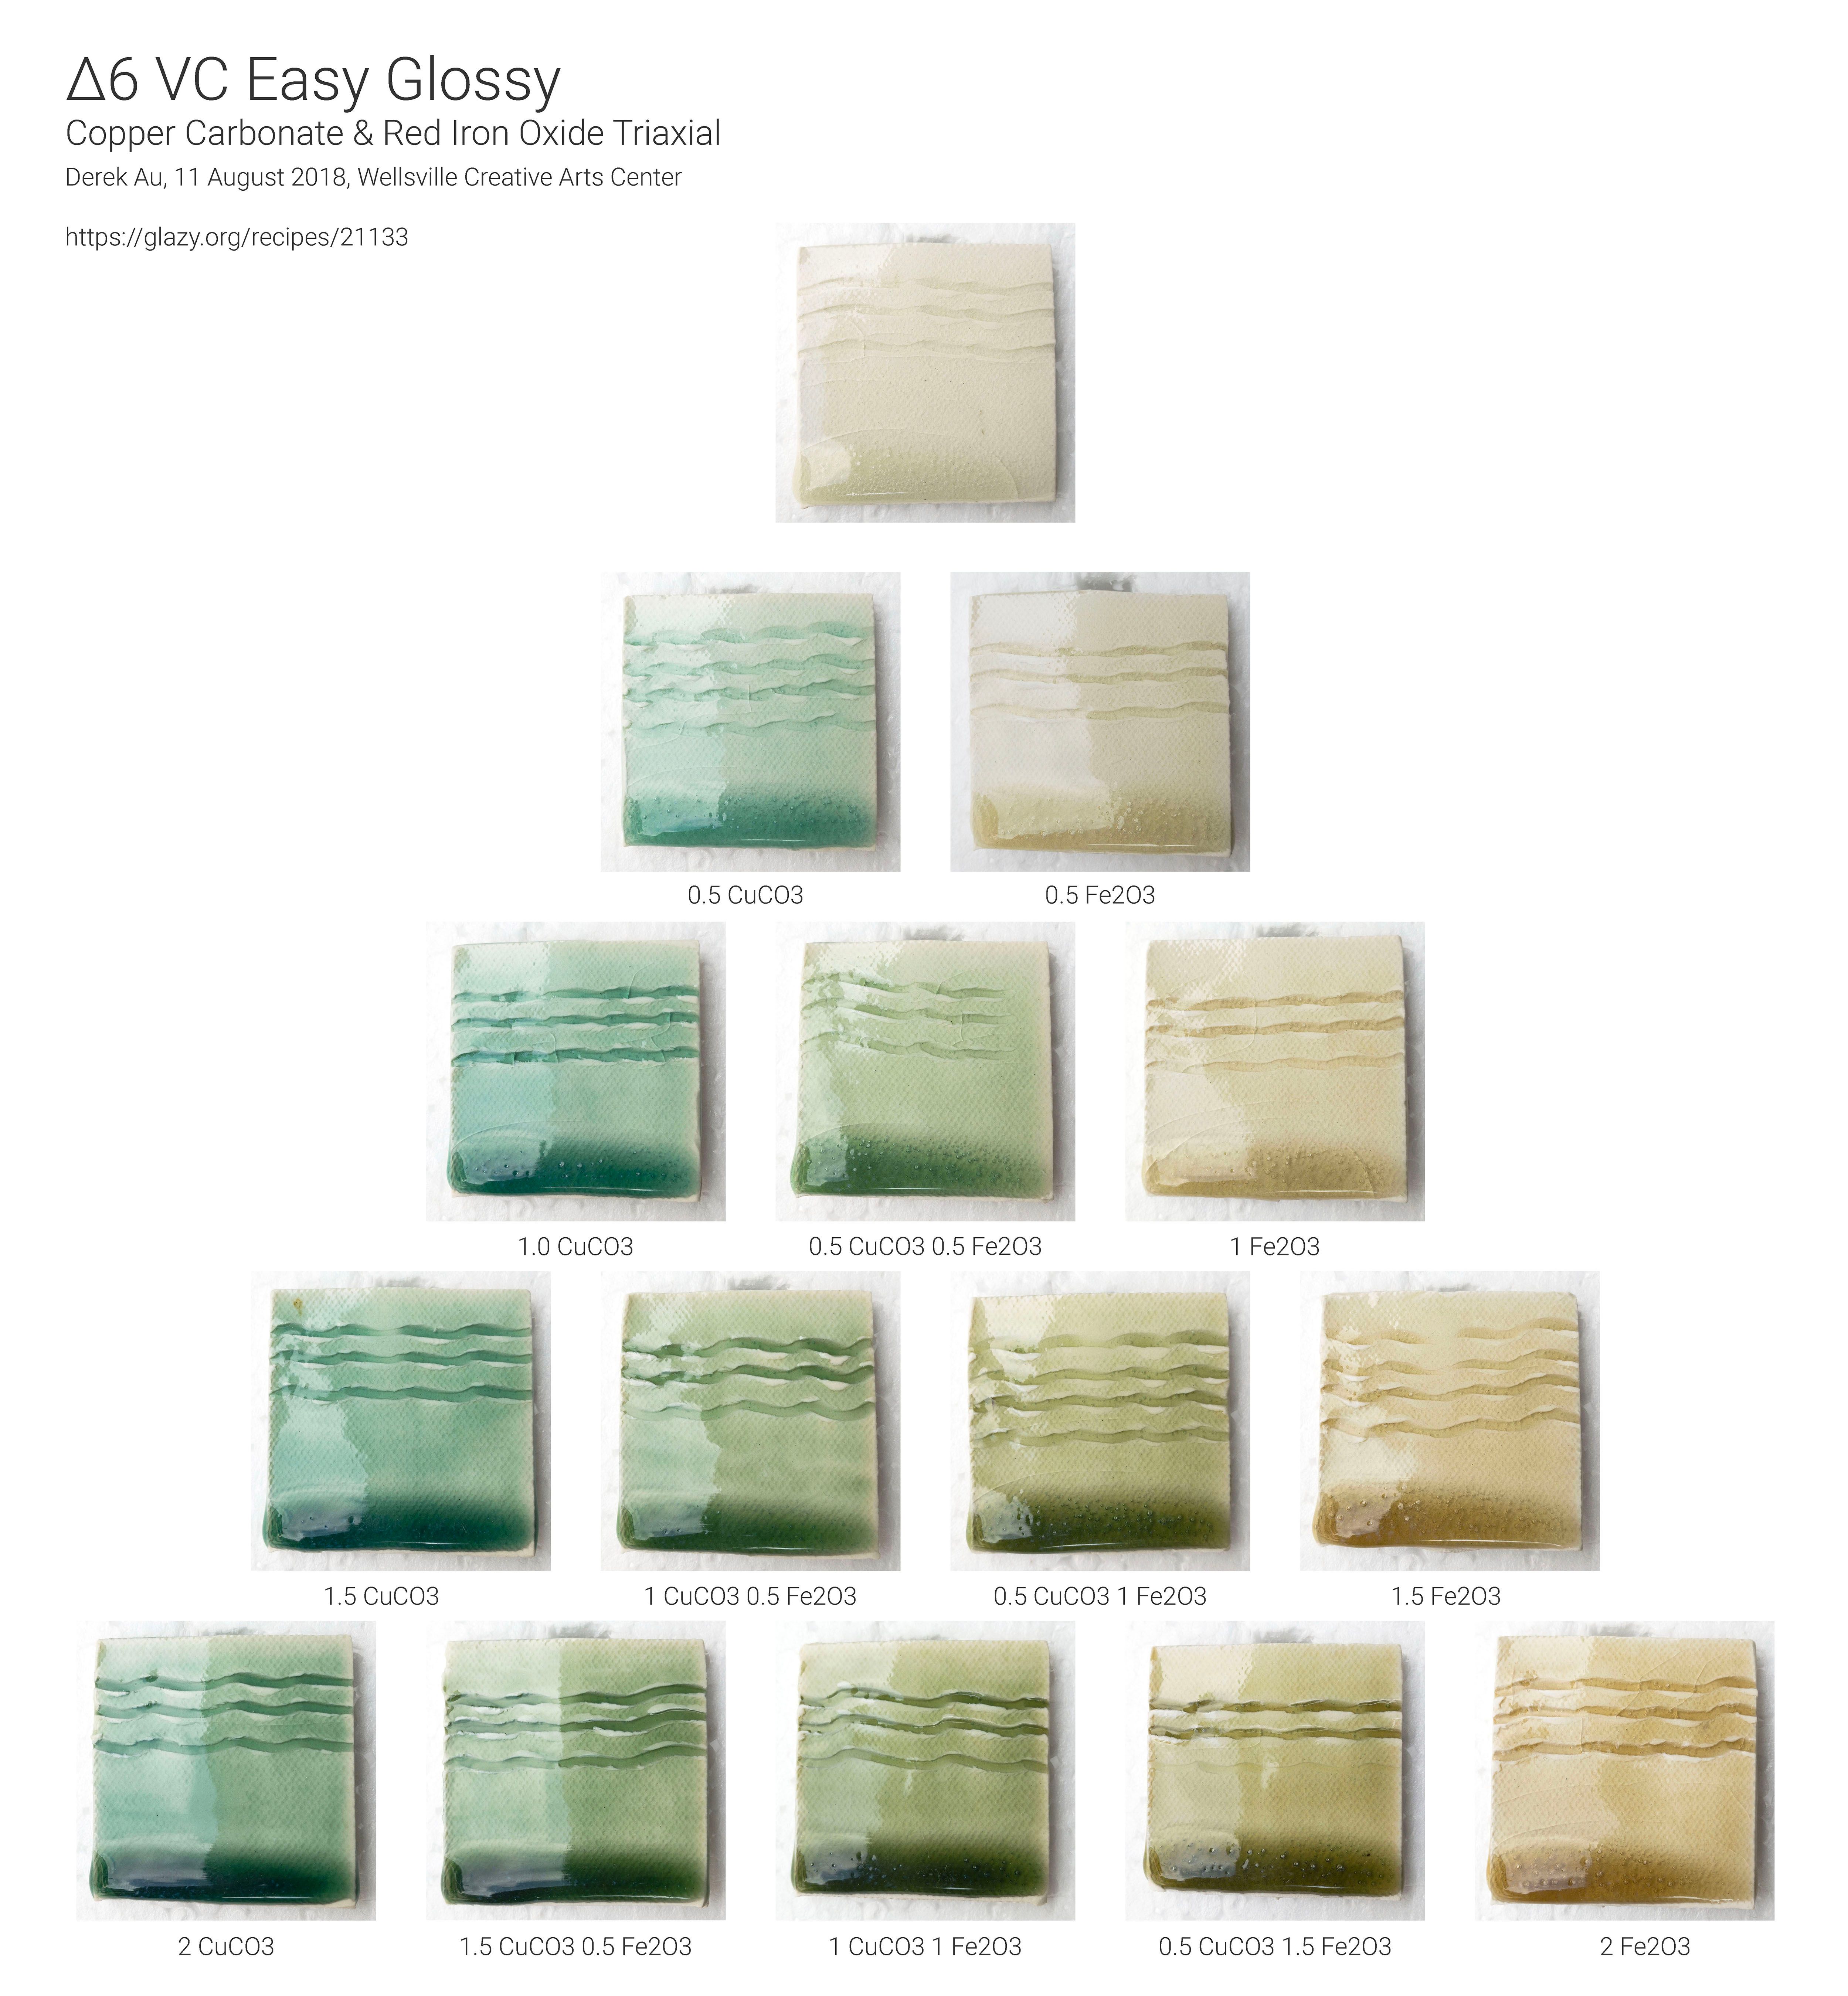 Δ6 VC Easy Glossy
Copper Carbonate & Red Iron Oxide Triaxial
Derek Au, 11 August 2018, Wellsville Creative Arts Center
https://glazy.org/recipes/21133
0.5 CuCO3
0.5 Fe2O3
1.0 CuCO3
0.5 CuCO3 0.5 Fe2O3
1 Fe2O3
1.5 CuCO3
1 CuCO3 0.5 Fe2O3
0.5 CuCO3 1 Fe2O3
1.5 Fe2O3
2 CuCO3
1.5 CuCO3 0.5 Fe2O3
1 CuCO3 1 Fe2O3
0.5 CuCO3 1.5 Fe2O3
2 Fe2O3